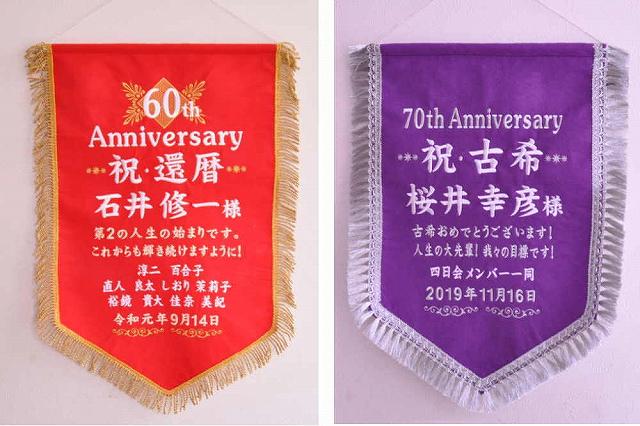 60th
Anniversary
祝・還暦
石井修一様
第2の人生の始まりです。
これからも輝き続けますように!
淳二 百合子
直人 良太 しおり 茉莉子
裕鏡 貴大 佳奈 美紀
令和元年9月14日
70th Anniversary
祝・古希
桜井幸彦様
古希おめでとうございます!
人生の大先輩!我々の目標です!
四日会メンバー一同
2019年11月16日